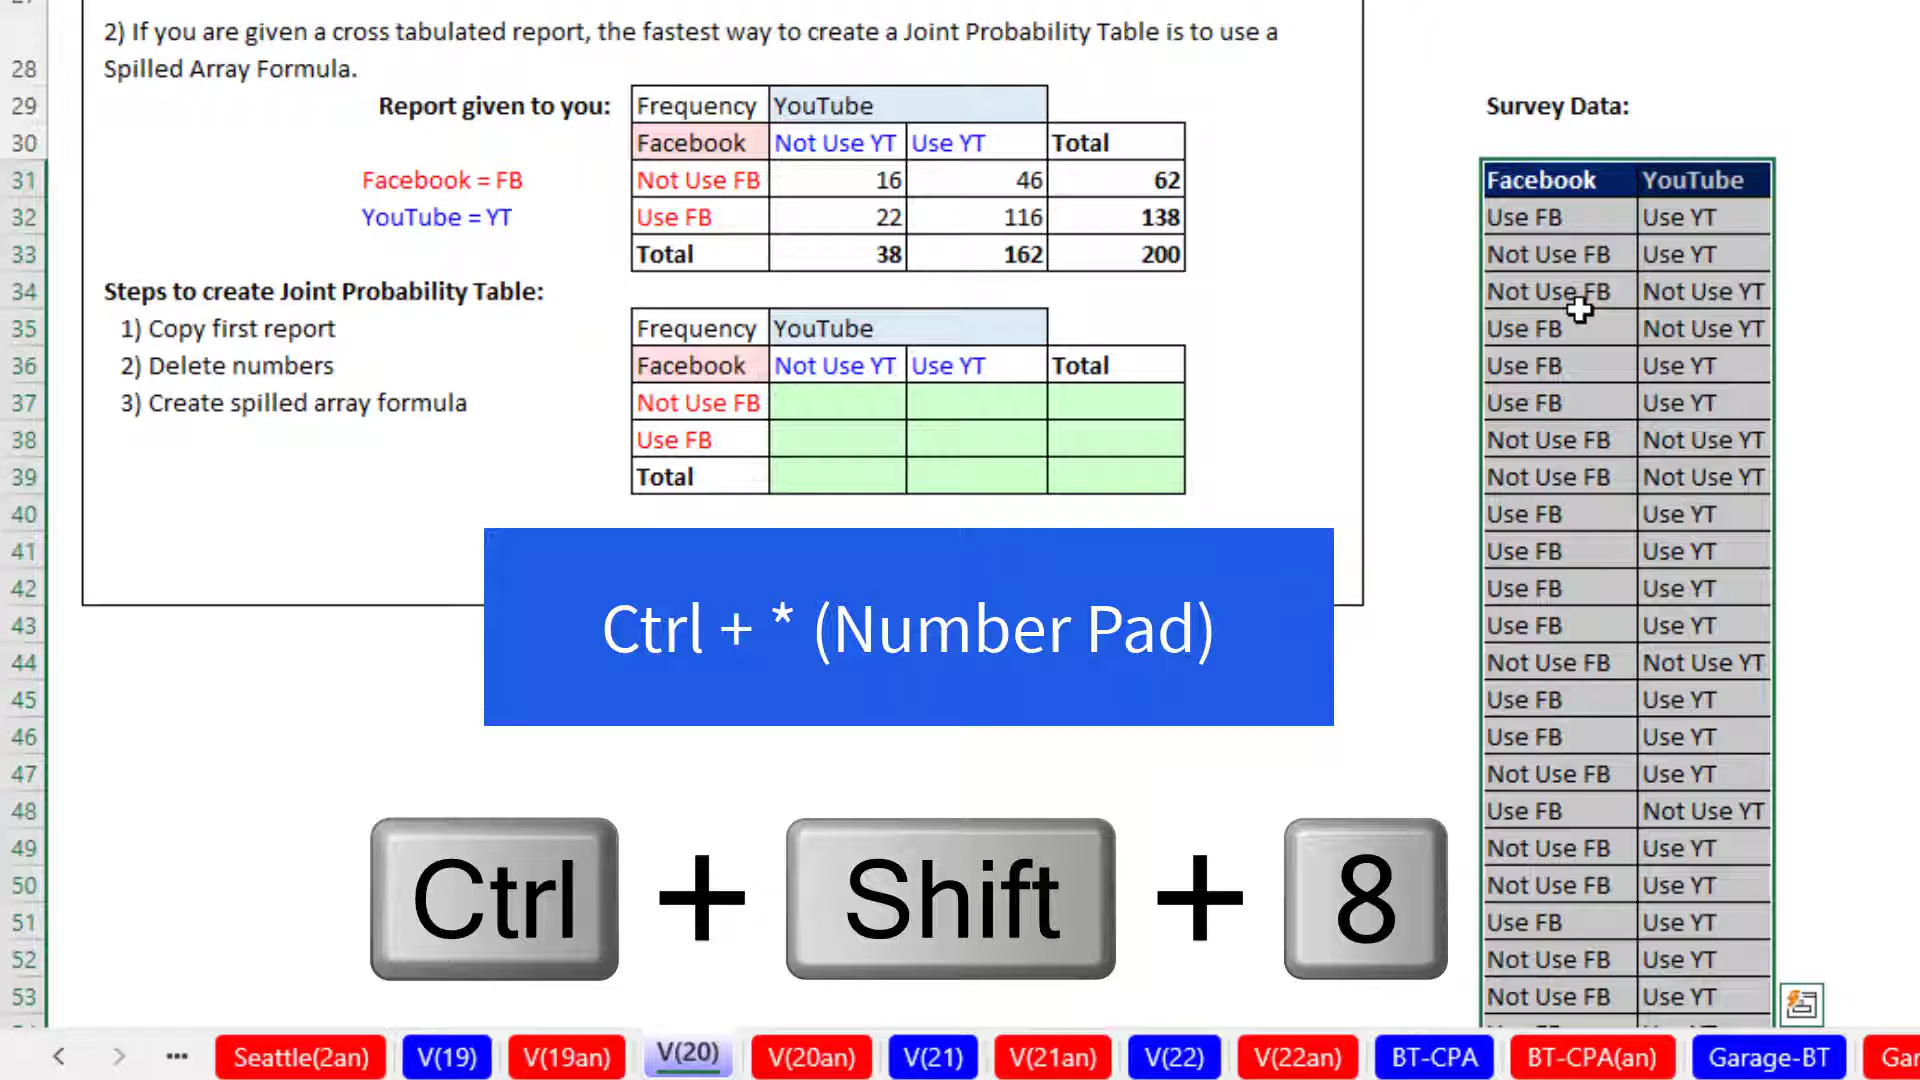 2) If you are given a cross tabulated report, the fastest way to create a Joint Probability Table is to use a
28 Spilled Array Formula.
29 Report given to you: Frequency YouTube Survey Data:
30 Facebook Not Use YT Use YT Total
31 Facebook = FB Not Use FB 16 46 62 Facebook YouTube
32 YouTube = YT Use FB 22 116 138 Use FB Use YT
33 Total 38 162 200 Not Use FB Use YT
34 Steps to create Joint Probability Table: Not Use FB Not Use YT
35 1) Copy first report Frequency YouTube Use FB Not Use YT
36 2) Delete numbers Facebook Not Use YT Use YT Total Use FB Use YT
37 3) Create spilled array formula Not Use FB Use FB Use YT
38 Use FB Not Use FB Not Use YT
39 Total Not Use FB Not Use YT
40 Use FB Use YT
41 Use FB Use YT
42 Use FB Use YT
43 Use FB Use YT
Ctrl + * (Number Pad)
44 Not Use FB Not Use YT
45 Use FB Use YT
46 Use FB Use YT
47 Not Use FB Use YT
48 Use FB Not Use YT
49 Not Use FB Use YT
50 Not Use FB Use YT
Ctrl + Shift + 8
51 Use FB Use YT
52 Not Use FB Use YT
53 Not Use FB Use YT
Seattle(2an) V(19) V(19an) V(20) V(20an) V(21) V(21an) V(22) V(22an) BT-CPA BT-CPA(an) Garage-BT Gar